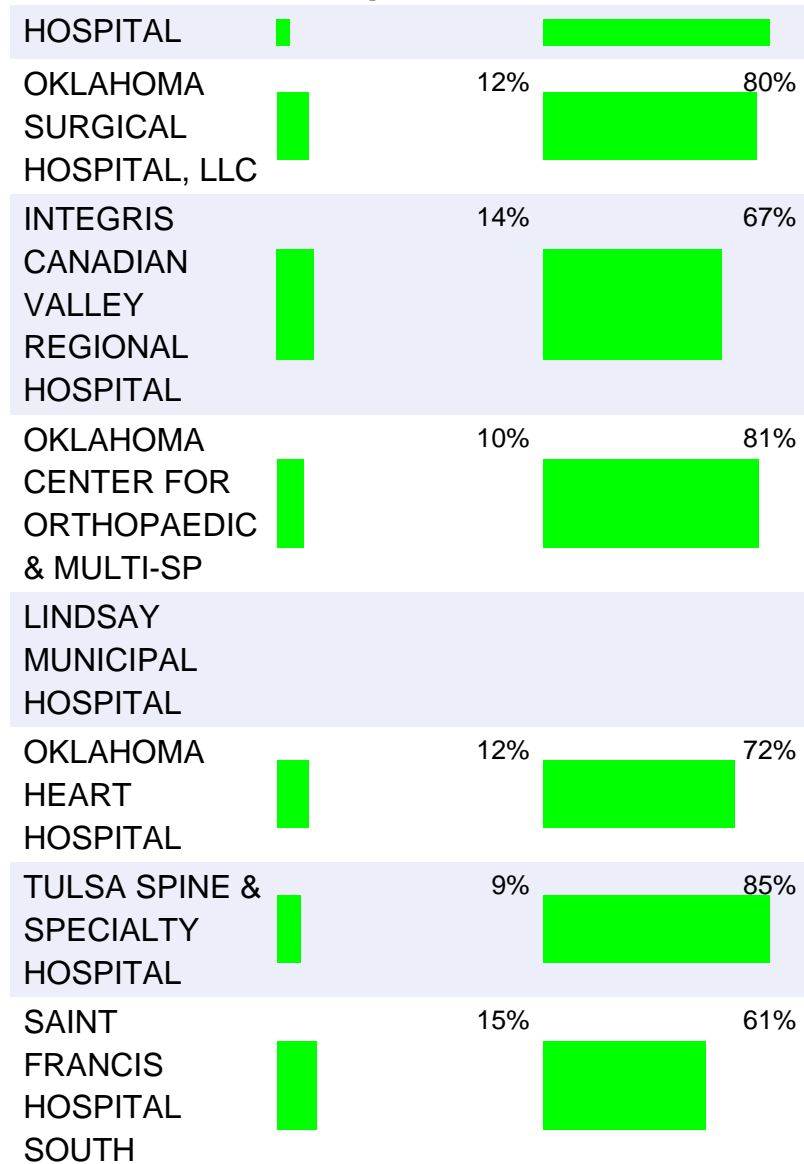 HOSPITAL
OKLAHOMA 12% 80%
SURGICAL
HOSPITAL, LLC
INTEGRIS 14% 67%
CANADIAN
VALLEY
REGIONAL
HOSPITAL
OKLAHOMA 10% 81%
CENTER FOR
ORTHOPAEDIC
& MULTI-SP
LINDSAY
MUNICIPAL
HOSPITAL
OKLAHOMA 12% 72%
HEART
HOSPITAL
TULSA SPINE & 9% 85%
SPECIALTY
HOSPITAL
SAINT 15% 61%
FRANCIS
HOSPITAL
SOUTH